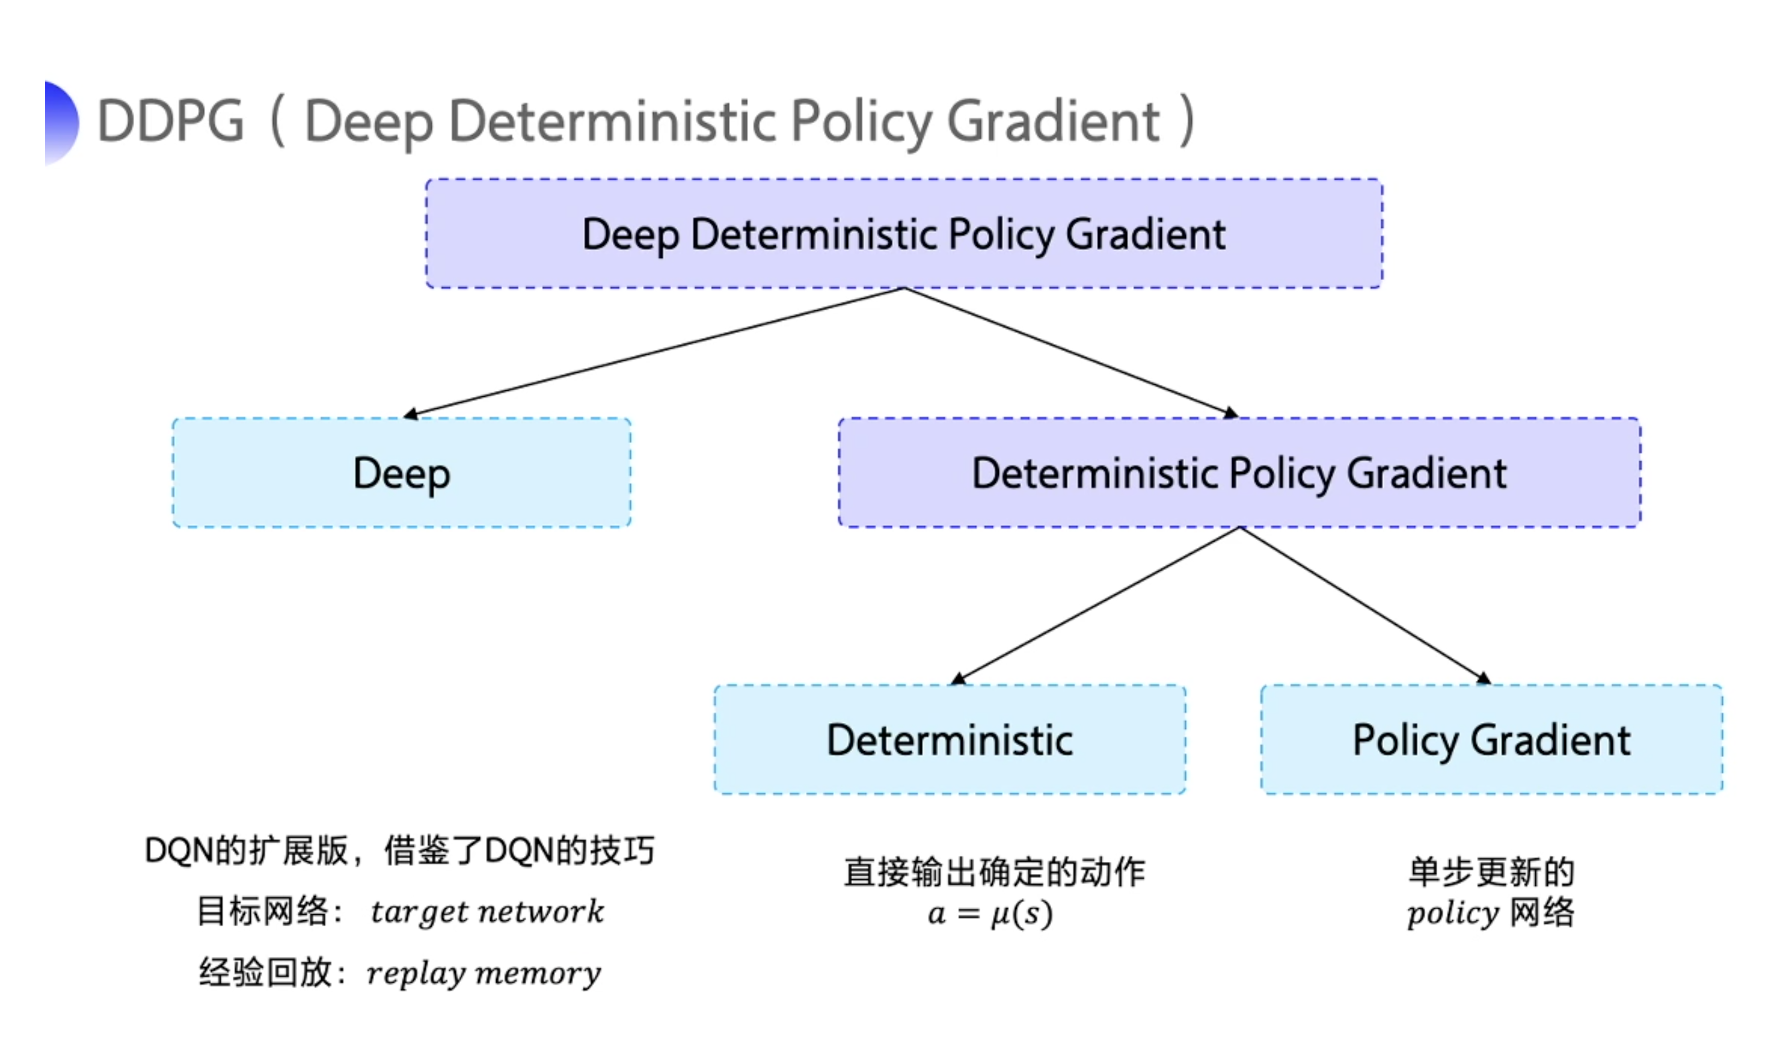 DDPG（Deep Deterministic Policy Gradient）
Deep Deterministic Policy Gradient
Deep
Deterministic Policy Gradient
Deterministic
Policy Gradient
DQN的扩展版，借鉴了DQN的技巧
目标网络： target network
经验回放：replay memory
直接输出确定的动作
a = μ(s)
单步更新的
policy 网络